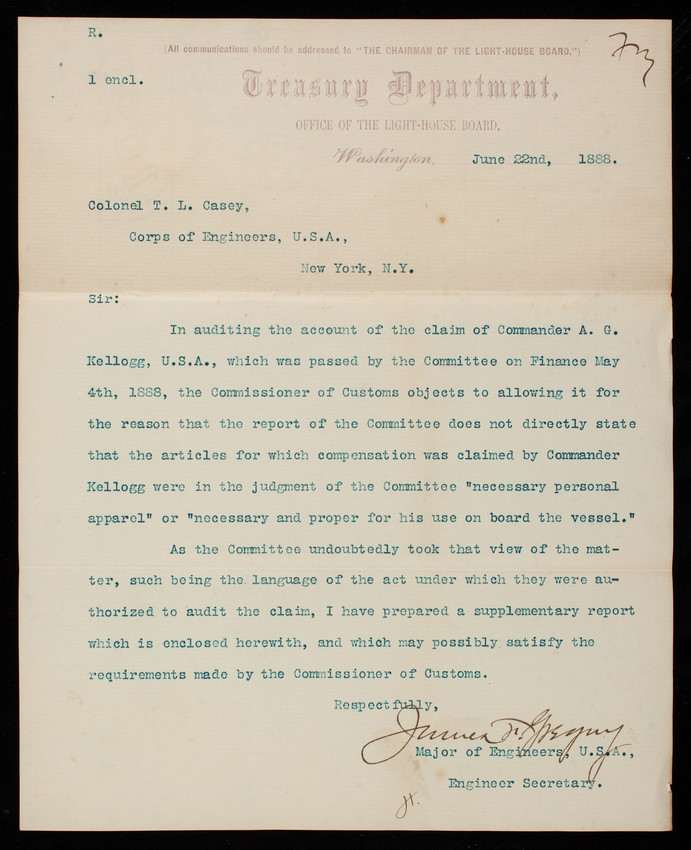 R.
(All communications should be addressed to "THE CHAIRMAN OF THE LIGHT-HOUSE BOARD.")
1 encl.
Treasury Department,
OFFICE OF THE LIGHT-HOUSE BOARD,
Washington, June 22nd, 1888.
Colonel T. L. Casey,
Corps of Engineers, U.S.A.,
New York, N.Y.
Sir:
In auditing the account of the claim of Commander A. G.
Kellogg, U.S.A., which was passed by the Committee on Finance May
4th, 1888, the Commissioner of Customs objects to allowing it for
the reason that the report of the Committee does not directly state
that the articles for which compensation was claimed by Commander
Kellogg were in the judgment of the Committee "necessary personal
apparel" or "necessary and proper for his use on board the vessel."
As the Committee undoubtedly took that view of the mat-
ter, such being the language of the act under which they were au-
thorized to audit the claim, I have prepared a supplementary report
which is enclosed herewith, and which may possibly satisfy the
requirements made by the Commissioner of Customs.
Respectfully,
James F. Gregory
Major of Engineers, U.S.A.,
Engineer Secretary.